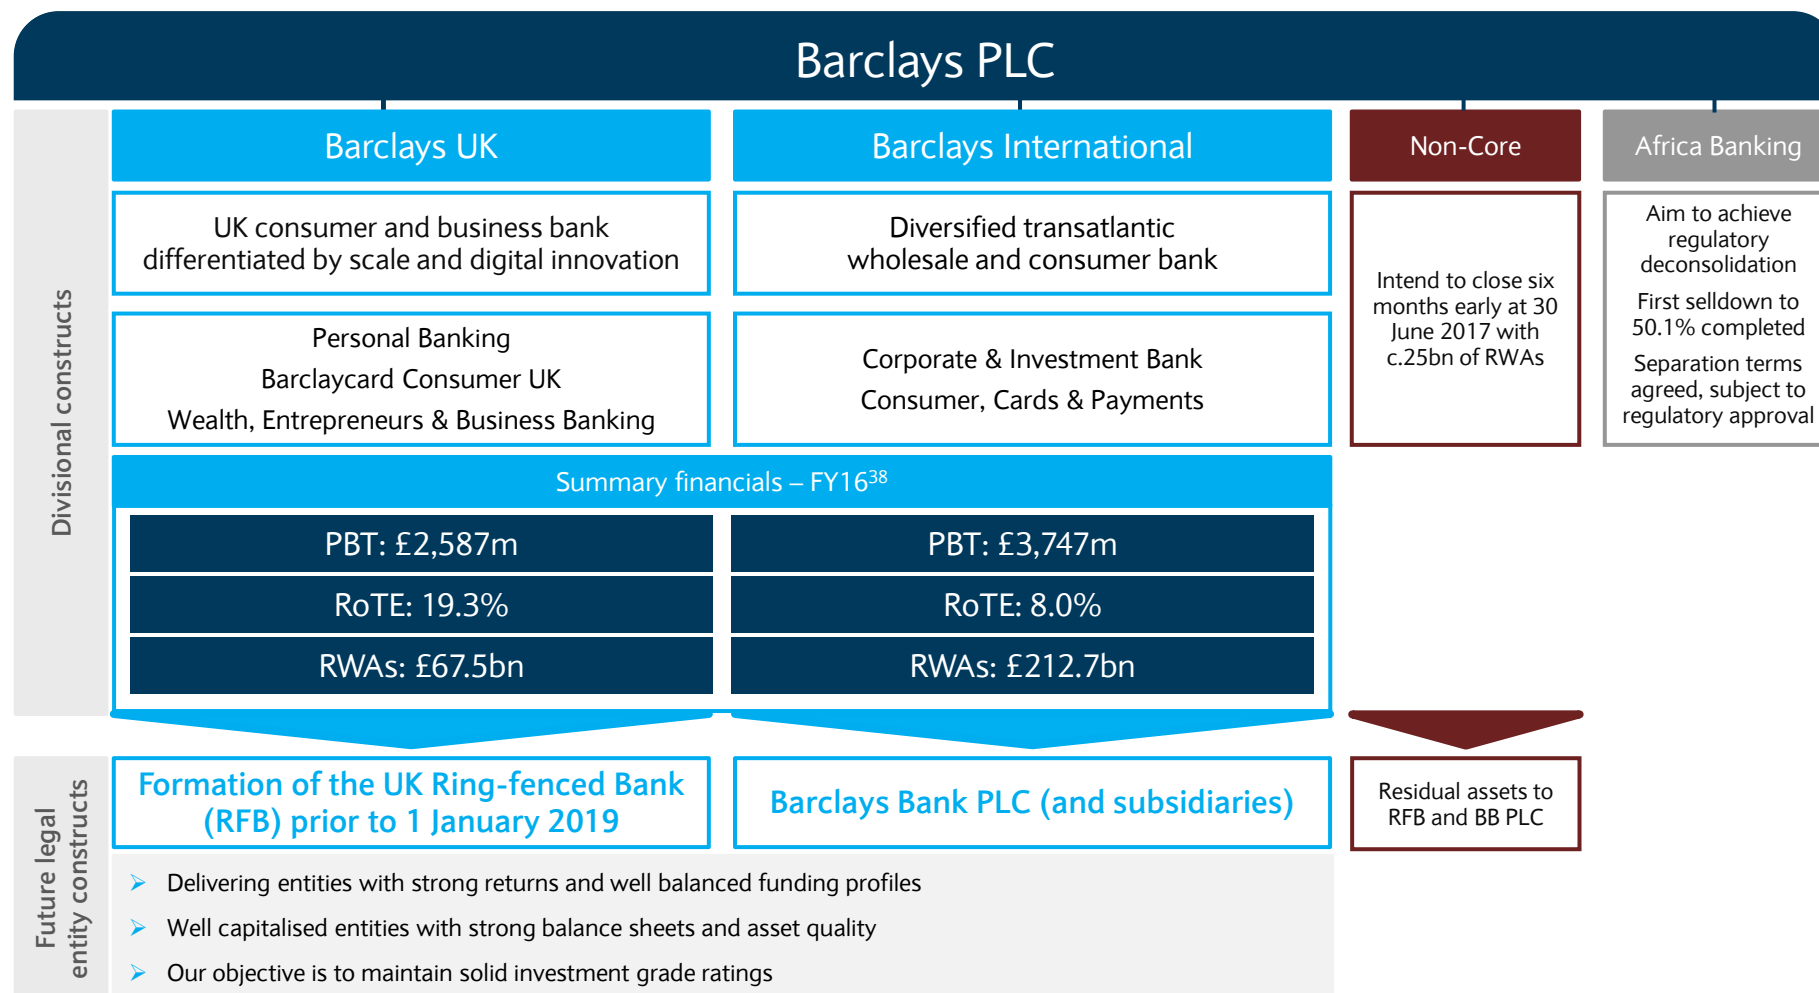 Barclays PLC
Divisional constructs
Barclays UK
UK consumer and business bank
differentiated by scale and digital innovation
Personal Banking
Barclaycard Consumer UK
Wealth, Entrepreneurs & Business Banking
Barclays International
Diversified transatlantic
wholesale and consumer bank
Corporate & Investment Bank
Consumer, Cards & Payments
Non-Core
Intend to close six
months early at 30
June 2017 with
c.25bn of RWAs
Africa Banking
Aim to achieve
regulatory
deconsolidation
First selldown to
50.1% completed
Separation terms
agreed, subject to
regulatory approval
Summary financials – FY16³⁸
PBT: £2,587m
RoTE: 19.3%
RWAs: £67.5bn
PBT: £3,747m
RoTE: 8.0%
RWAs: £212.7bn
Future legal
entity constructs
Formation of the UK Ring-fenced Bank
(RFB) prior to 1 January 2019
Barclays Bank PLC (and subsidiaries)
Residual assets to
RFB and BB PLC
➢ Delivering entities with strong returns and well balanced funding profiles
➢ Well capitalised entities with strong balance sheets and asset quality
➢ Our objective is to maintain solid investment grade ratings